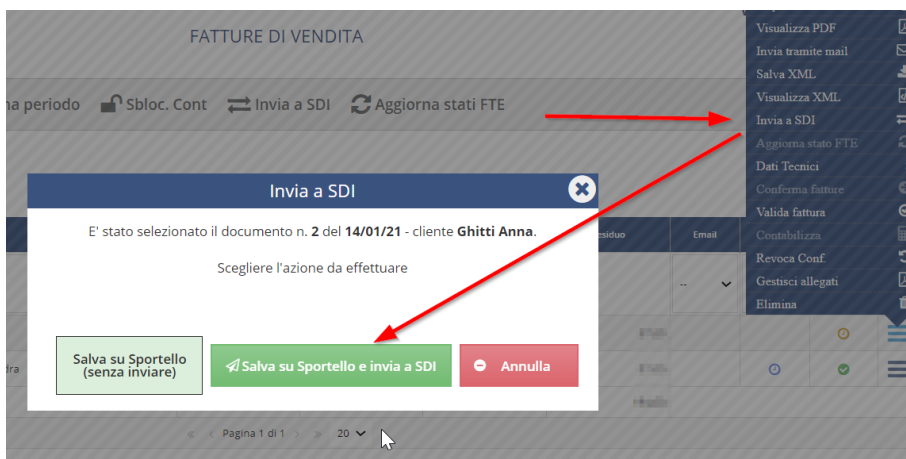 FATTURE DI VENDITA
na periodo Sbloc. Cont Invia a SDI Aggiorna stati FTE
Visualizza PDF
Invia tramite mail
Salva XML
Visualizza XML
Invia a SDI
Aggiorna stato FTE
Dati Tecnici
Conferma fatture
Valida fattura
Contabilizza
Revoca Conf.
Gestisci allegati
Elimina
Invia a SDI
E' stato selezionato il documento n. 2 del 14/01/21 - cliente Ghitti Anna.
Scegliere l'azione da effettuare
Salva su Sportello
(senza inviare)
Salva su Sportello e invia a SDI
Annulla
esiduo Email
--
dra
« ‹ Pagina 1 di 1 › » 20